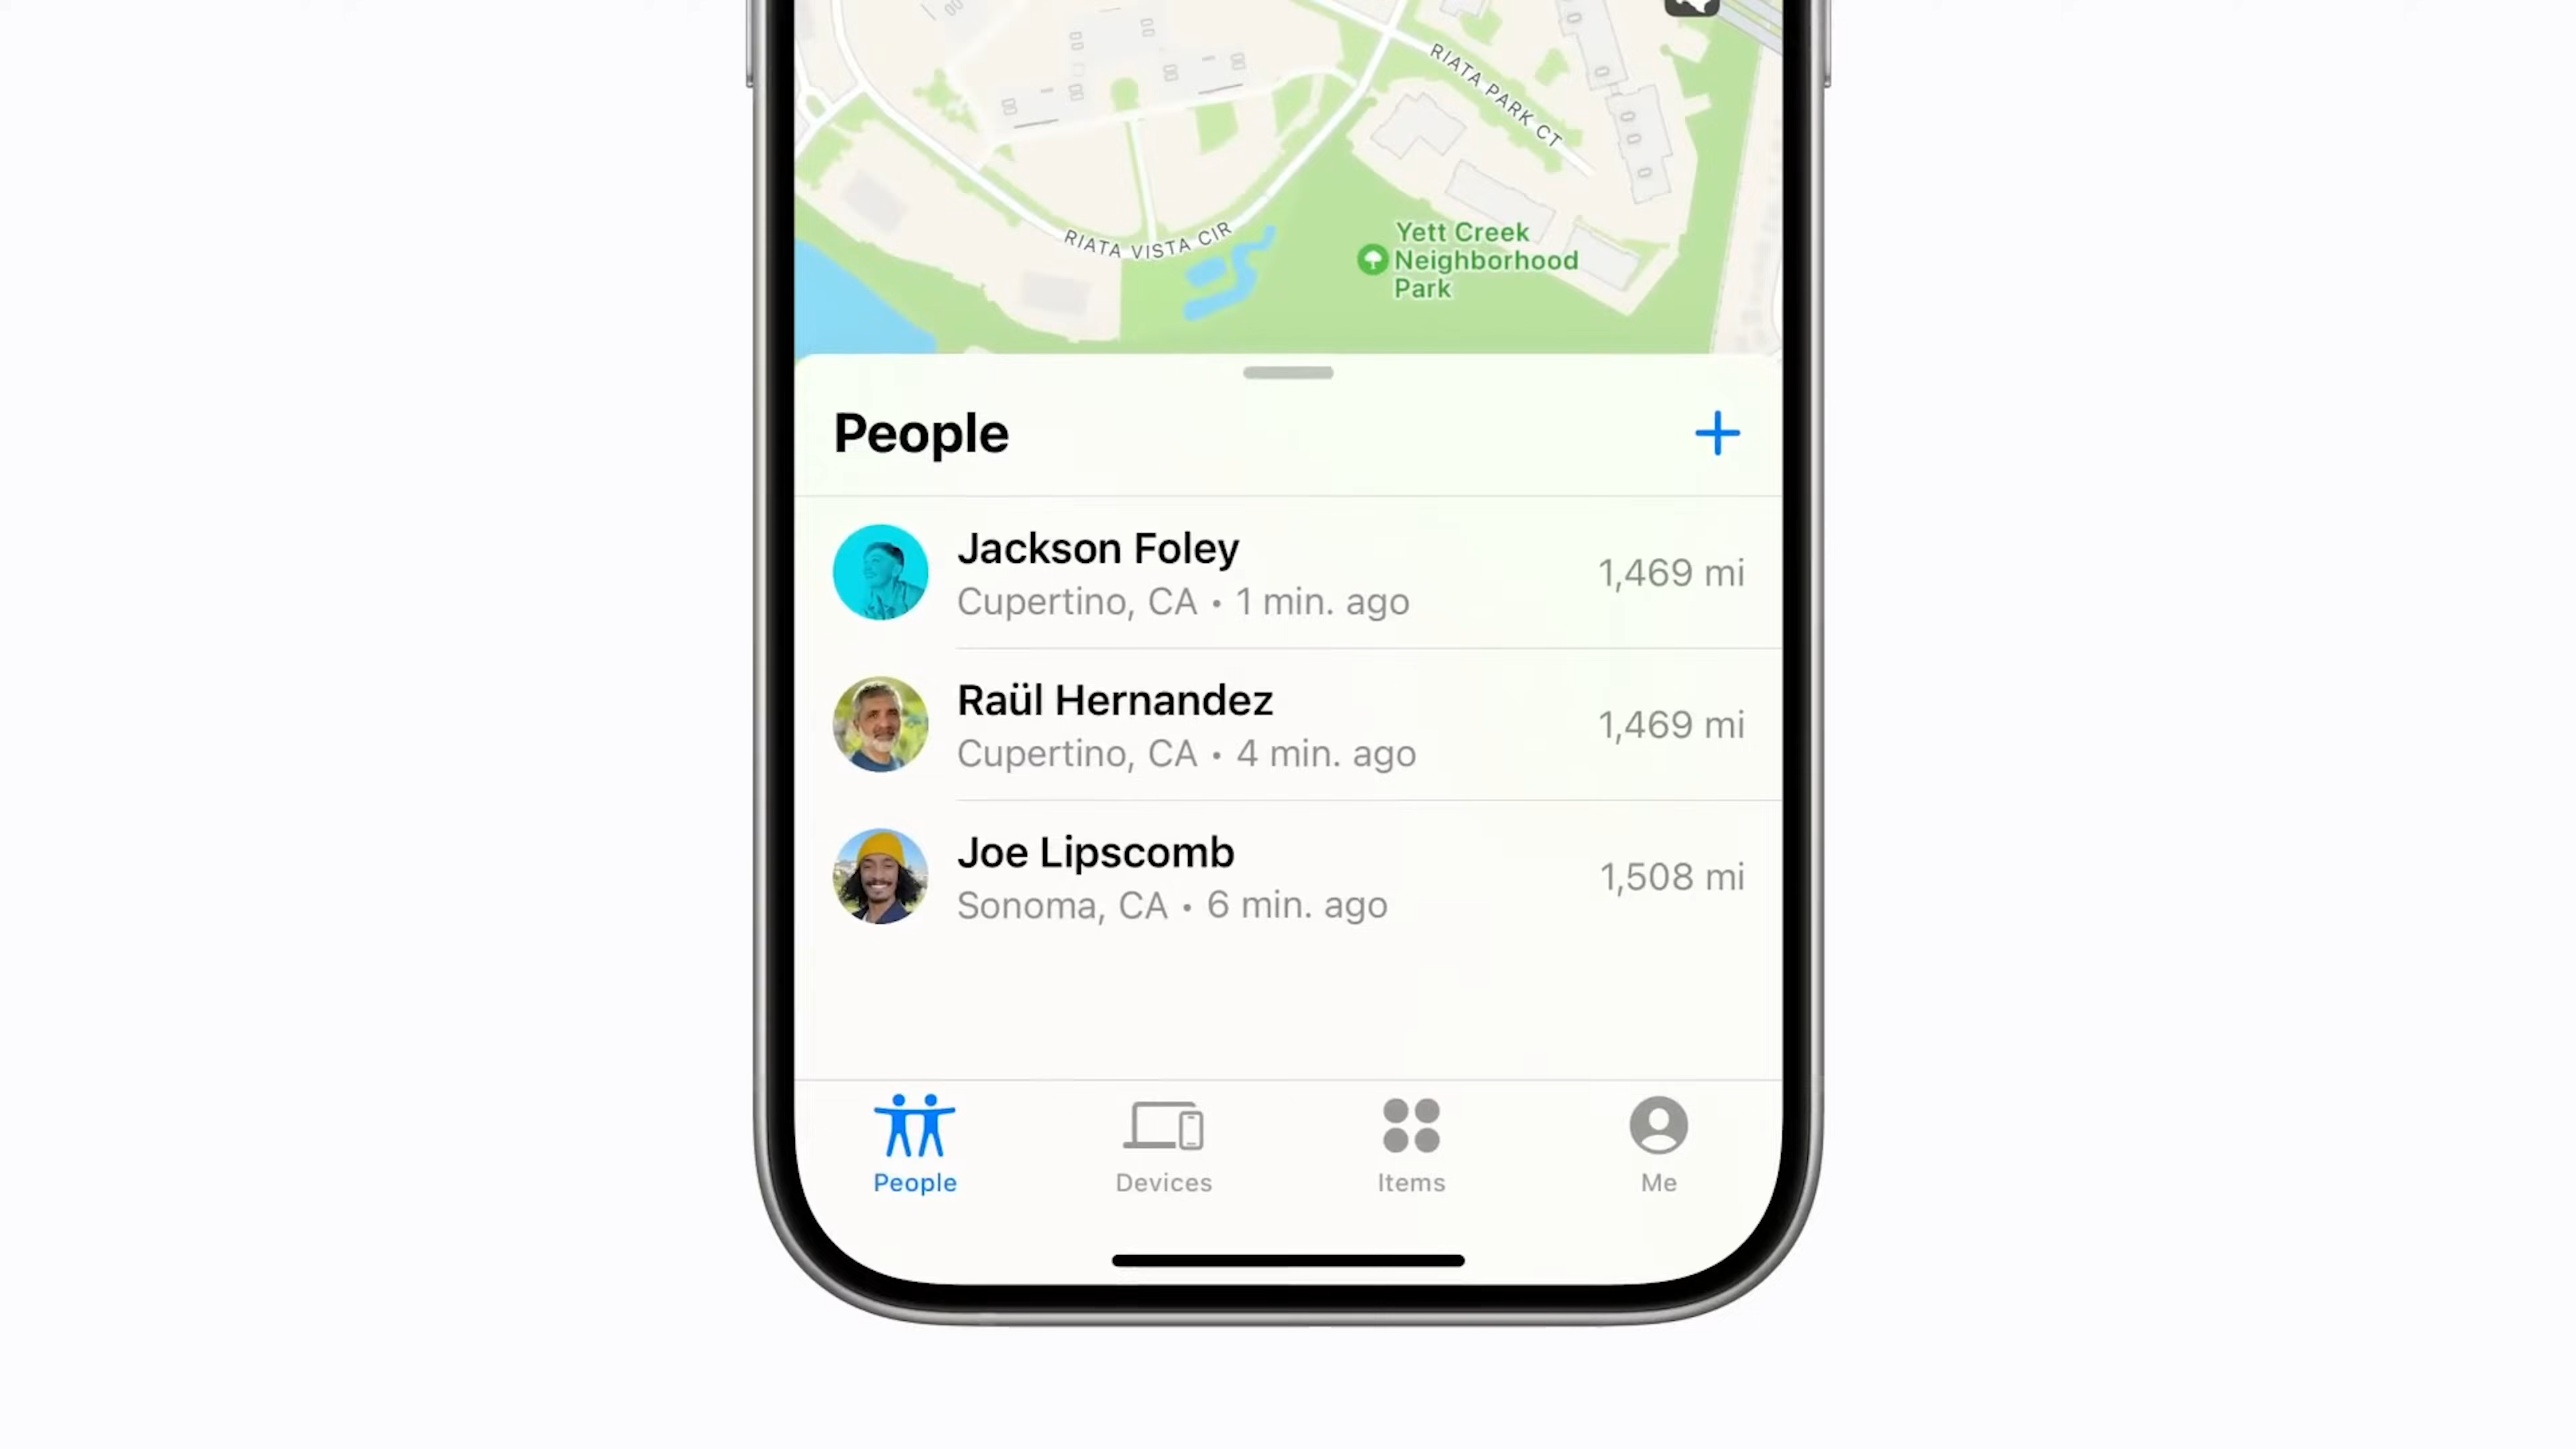 RIATA PARK CT
RIATA VISTA CIR
Yett Creek
Neighborhood
Park
People
Jackson Foley
Cupertino, CA • 1 min. ago
1,469 mi
Raül Hernandez
Cupertino, CA • 4 min. ago
1,469 mi
Joe Lipscomb
Sonoma, CA • 6 min. ago
1,508 mi
People
Devices
Items
Me